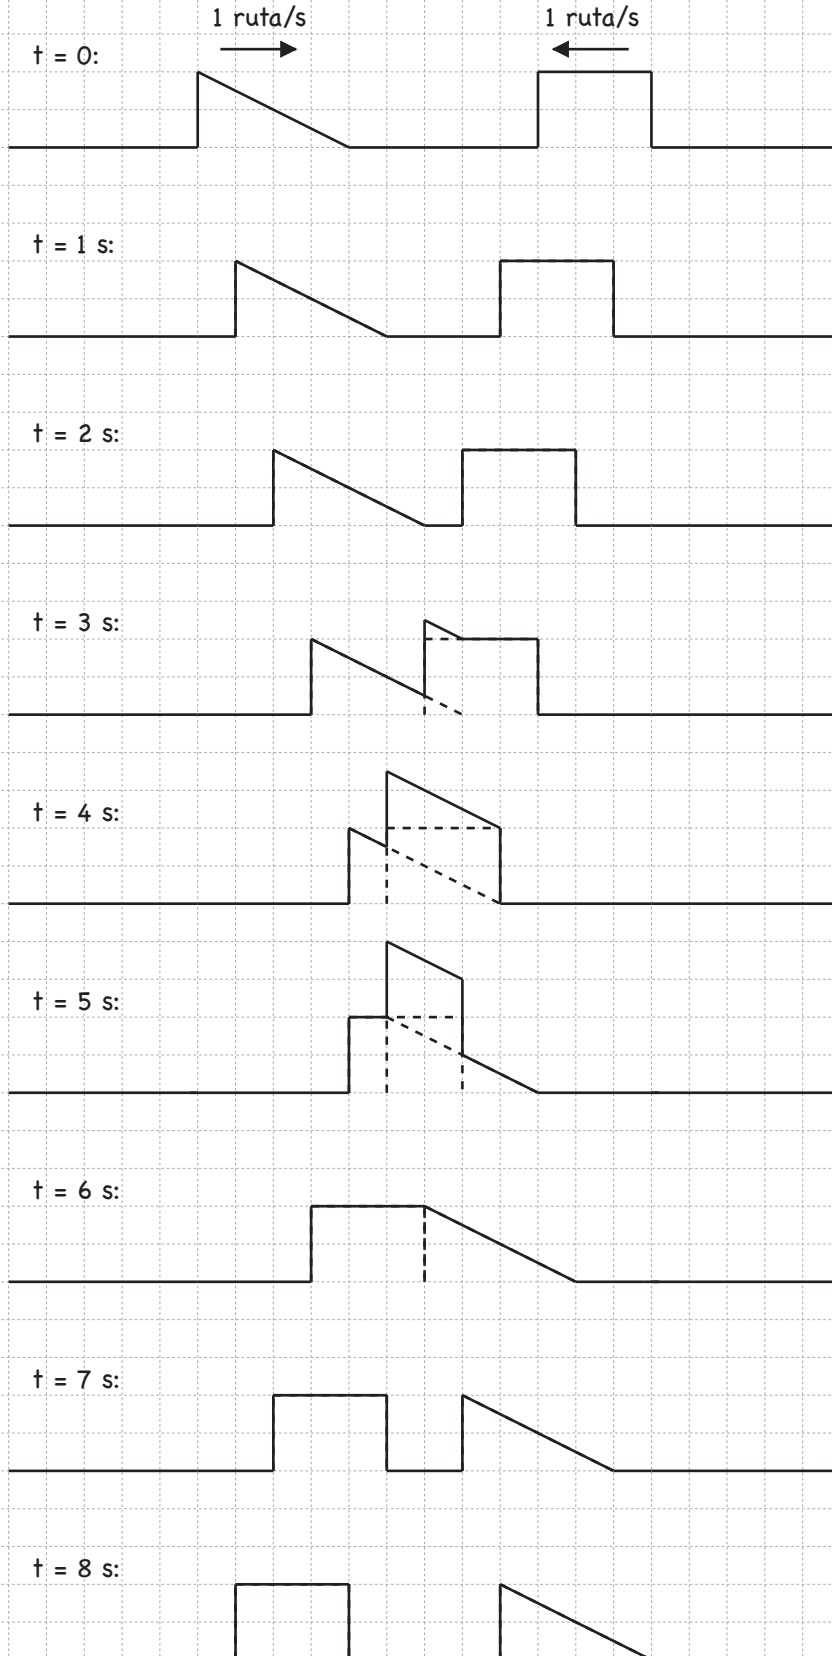 1 ruta/s 1 ruta/s
t = 0:
t = 1 s:
t = 2 s:
t = 3 s:
t = 4 s:
t = 5 s:
t = 6 s:
t = 7 s:
t = 8 s: